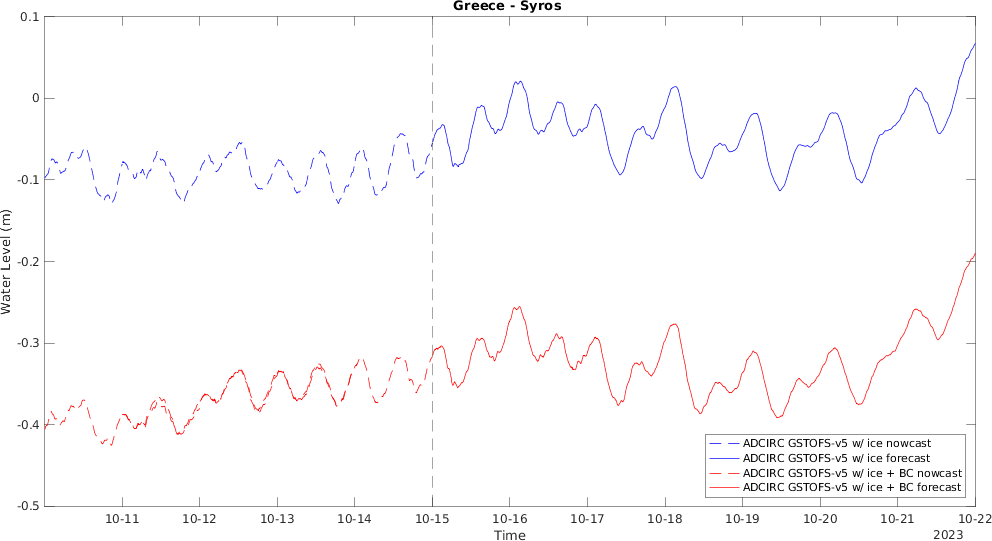 Greece - Syros
Water Level (m)
0.1
0
-0.1
-0.2
-0.3
-0.4
-0.5
ADCIRC GSTOFS-v5 w/ ice nowcast
ADCIRC GSTOFS-v5 w/ ice forecast
ADCIRC GSTOFS-v5 w/ ice + BC nowcast
ADCIRC GSTOFS-v5 w/ ice + BC forecast
10-11 10-12 10-13 10-14 10-15 10-16 10-17 10-18 10-19 10-20 10-21 10-22
Time
2023